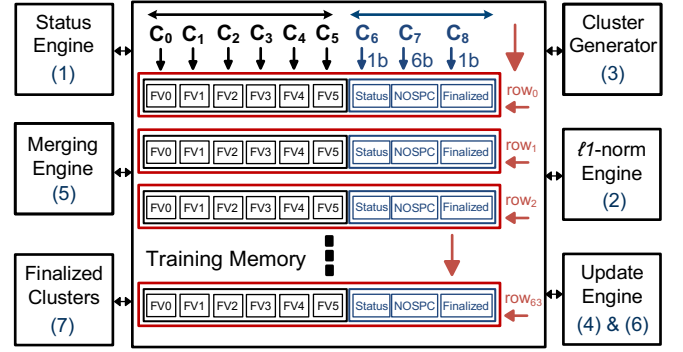 Status
Engine
(1)
Merging
Engine
(5)
Finalized
Clusters
(7)
C0 C1 C2 C3 C4 C5 C6 C7 C8
1b 6b 1b
FV0 FV1 FV2 FV3 FV4 FV5 Status NOSPC Finalized row0
FV0 FV1 FV2 FV3 FV4 FV5 Status NOSPC Finalized row1
FV0 FV1 FV2 FV3 FV4 FV5 Status NOSPC Finalized row2
Training Memory
FV0 FV1 FV2 FV3 FV4 FV5 Status NOSPC Finalized row63
Cluster
Generator
(3)
ℓ1-norm
Engine
(2)
Update
Engine
(4) & (6)